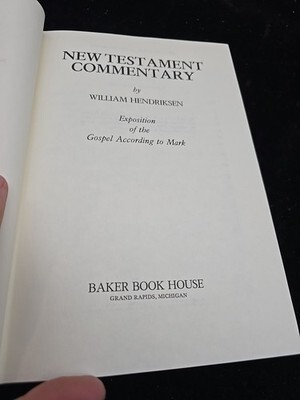 NEW TESTAMENT
COMMENTARY
by
WILLIAM HENDRIKSEN
Exposition
of the
Gospel According to Mark
BAKER BOOK HOUSE
GRAND RAPIDS, MICHIGAN